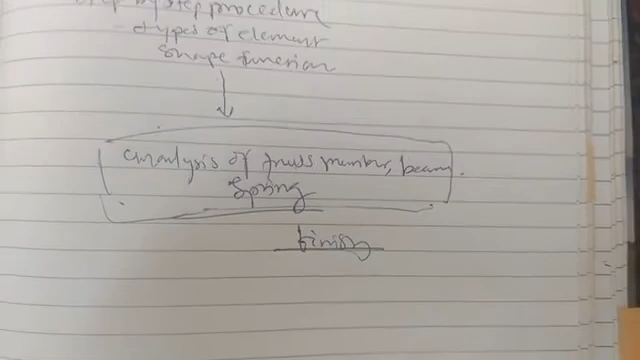 step by step procedure
- types of element
shape function
analysis of truss member, beam.
Spring
finish